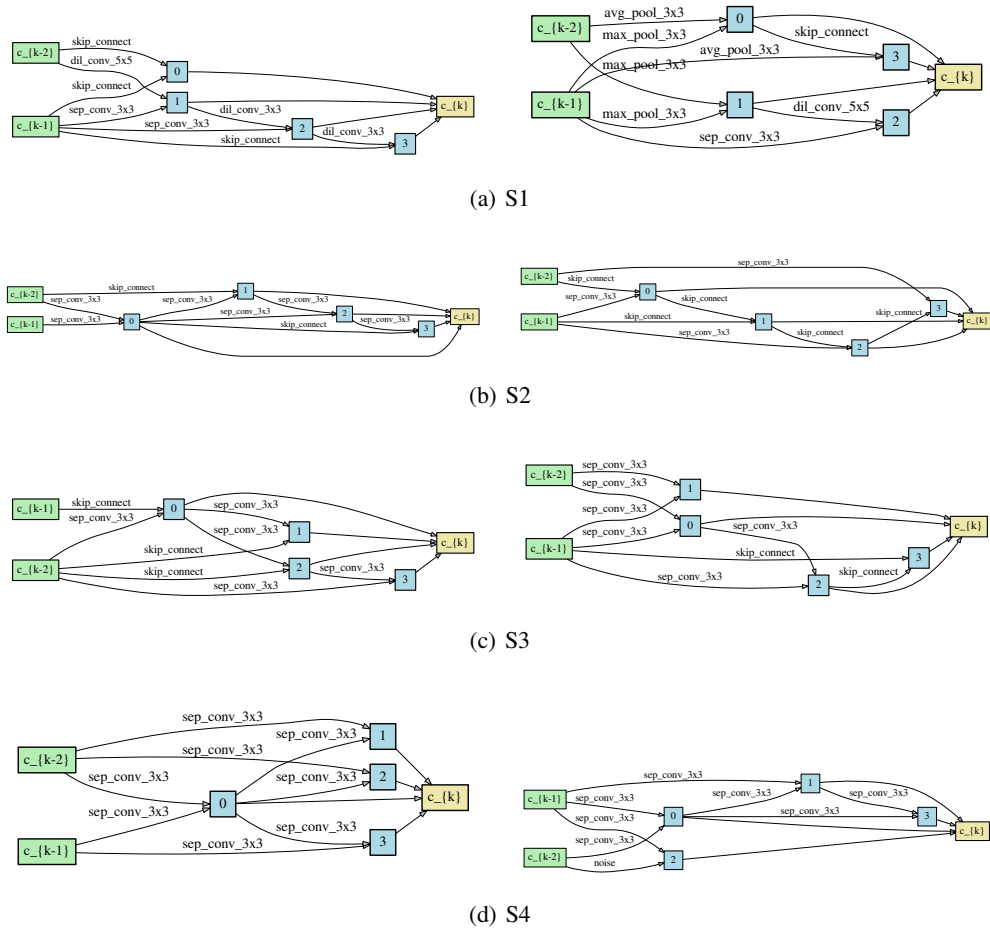 c_{k-2}
skip_connect
dil_conv_5x5
0
skip_connect
c_{k-1}
sep_conv_3x3
1
dil_conv_3x3
sep_conv_3x3
2
dil_conv_3x3
skip_connect
3
c_{k}
avg_pool_3x3
c_{k-2}
max_pool_3x3
0
skip_connect
avg_pool_3x3
max_pool_3x3
3
c_{k}
c_{k-1}
max_pool_3x3
1
dil_conv_5x5
2
sep_conv_3x3
(a) S1
c_{k-2}
skip_connect
sep_conv_3x3
1
sep_conv_3x3
sep_conv_3x3
c_{k-1}
sep_conv_3x3
0
sep_conv_3x3
2
skip_connect
sep_conv_3x3
3
c_{k}
sep_conv_3x3
c_{k-2}
skip_connect
sep_conv_3x3
0
skip_connect
3
c_{k-1}
skip_connect
1
c_{k}
sep_conv_3x3
skip_connect
2
(b) S2
c_{k-1}
skip_connect
sep_conv_3x3
0
sep_conv_3x3
sep_conv_3x3
1
c_{k}
c_{k-2}
skip_connect
skip_connect
2
sep_conv_3x3
sep_conv_3x3
3
sep_conv_3x3
c_{k-2}
sep_conv_3x3
1
sep_conv_3x3
0
sep_conv_3x3
c_{k}
c_{k-1}
skip_connect
3
sep_conv_3x3
skip_connect
2
(c) S3
sep_conv_3x3
sep_conv_3x3
1
c_{k-2}
sep_conv_3x3
sep_conv_3x3
sep_conv_3x3
2
0
c_{k}
sep_conv_3x3
sep_conv_3x3
c_{k-1}
sep_conv_3x3
3
sep_conv_3x3
1
c_{k-1}
sep_conv_3x3
sep_conv_3x3
sep_conv_3x3
sep_conv_3x3
0
sep_conv_3x3
3
sep_conv_3x3
c_{k}
c_{k-2}
noise
2
(d) S4